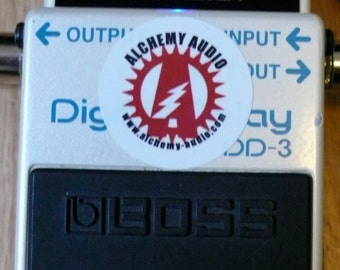 ← OUTPUT
INPUT ←
OUT →
ALCHEMY AUDIO
A
www.alchemy-audio.com
Dig ay
DD-3
BOSS